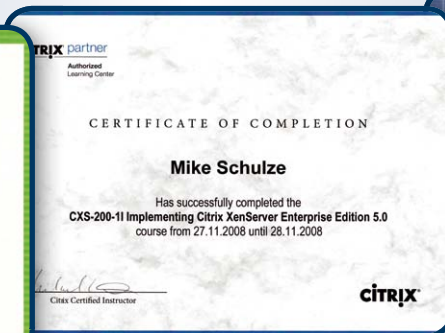 TRIX partner
Authorized
Learning Center
CERTIFICATE OF COMPLETION
Mike Schulze
Has successfully completed the
CXS-200-1I Implementing Citrix XenServer Enterprise Edition 5.0
course from 27.11.2008 until 28.11.2008
Citrix Certified Instructor
CITRIX